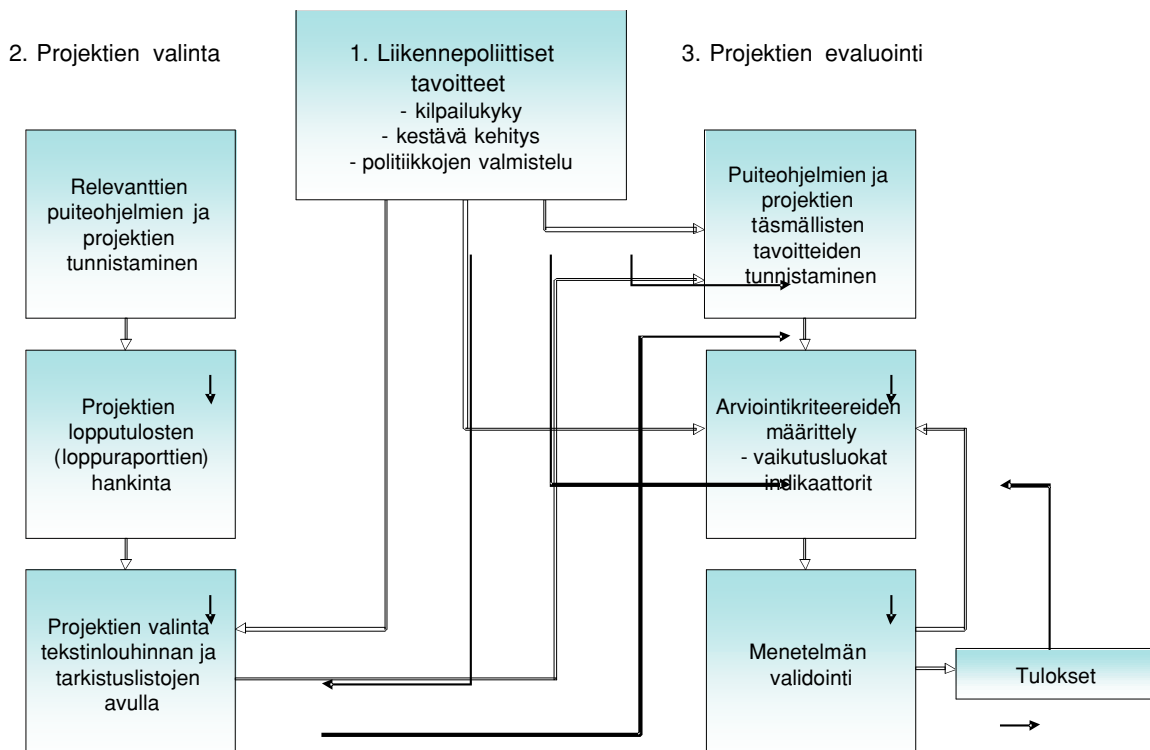 2. Projektien valinta
1. Liikennepoliittiset
tavoitteet
- kilpailukyky
- kestävä kehitys
- politiikkojen valmistelu
3. Projektien evaluointi
Relevanttien
puiteohjelmien ja
projektien
tunnistaminen
Projektien
lopputulosten
(loppuraporttien)
hankinta
Projektien valinta
tekstinlouhinnan ja
tarkistuslistojen
avulla
Puiteohjelmien ja
projektien
täsmällisten
tavoitteiden
tunnistaminen
Arviointikriteereiden
määrittely
- vaikutusluokat
indikaattorit
Menetelmän
validointi
Tulokset